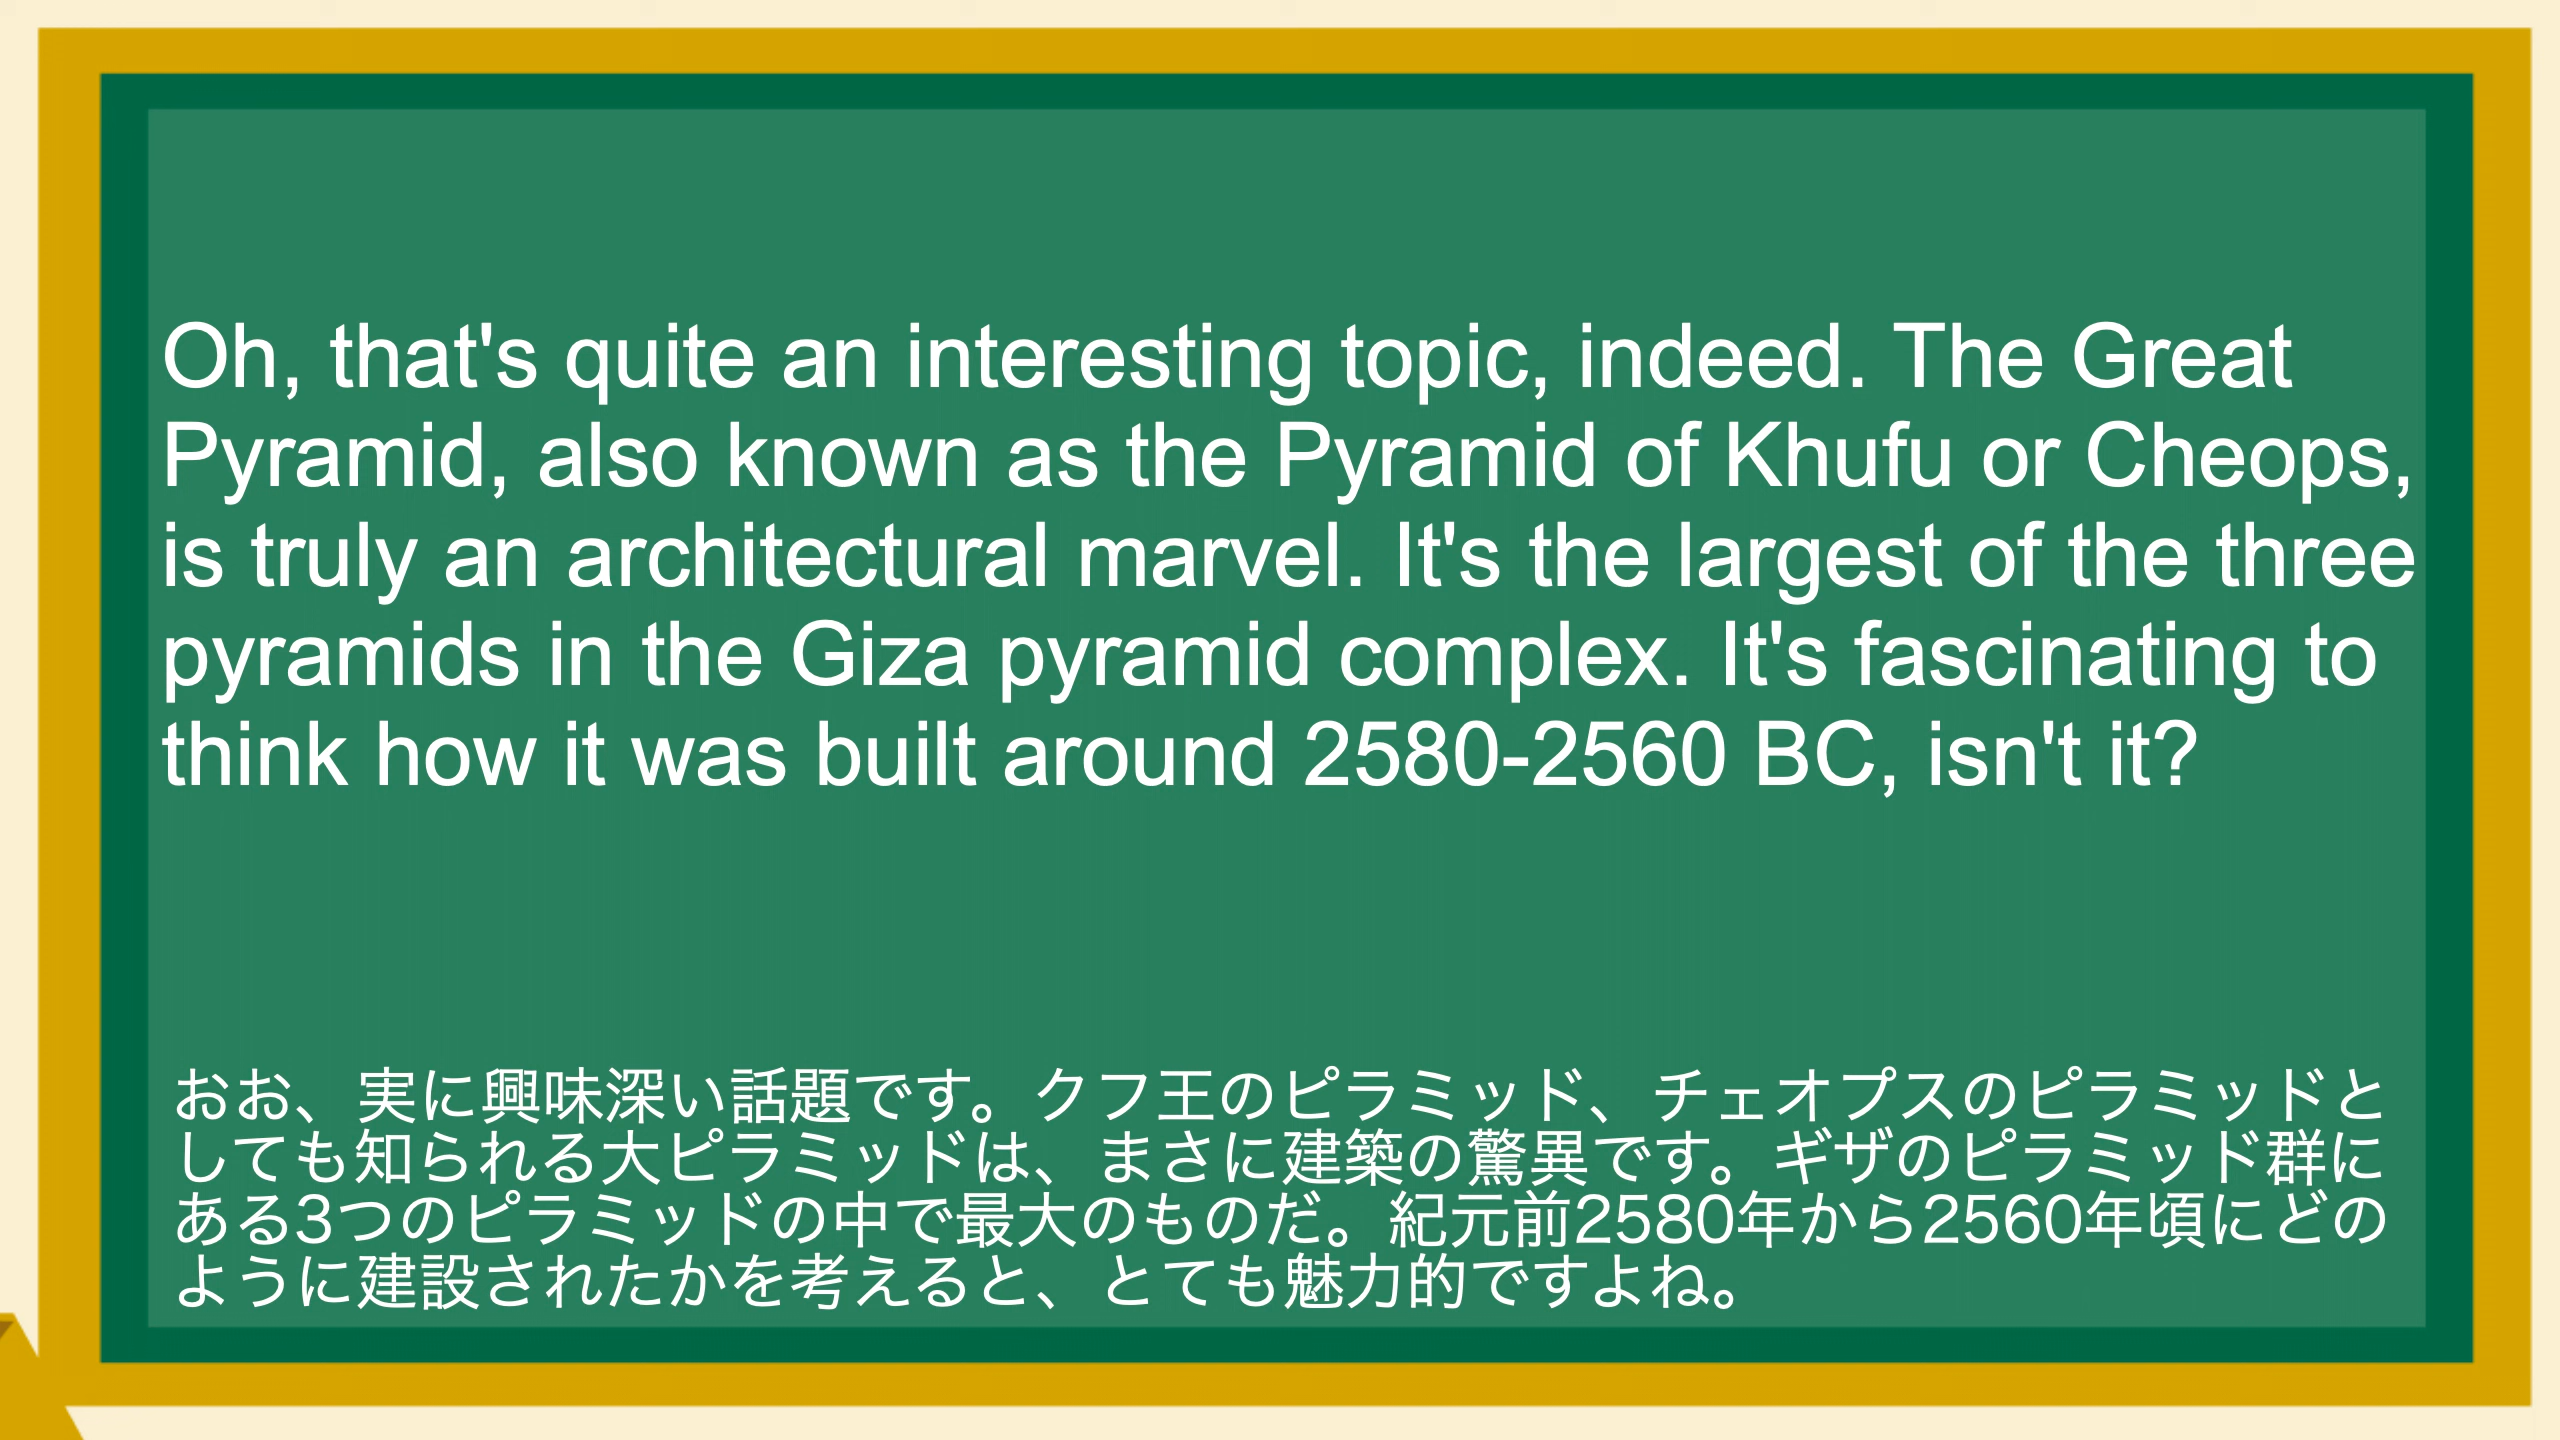 Oh, that's quite an interesting topic, indeed. The Great
Pyramid, also known as the Pyramid of Khufu or Cheops,
is truly an architectural marvel. It's the largest of the three
pyramids in the Giza pyramid complex. It's fascinating to
think how it was built around 2580-2560 BC, isn't it?
おお、実に興味深い話題です。クフ王のピラミッド、チェオプスのピラミッドと
しても知られる大ピラミッドは、まさに建築の驚異です。ギザのピラミッド群に
ある3つのピラミッドの中で最大のものだ。紀元前2580年から2560年頃にどの
ように建設されたかを考えると、とても魅力的ですよね。